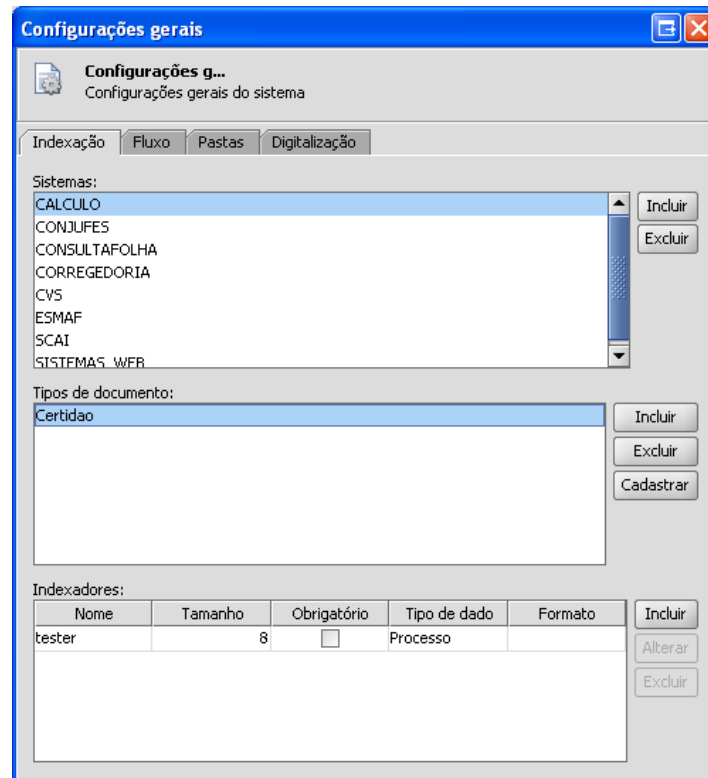 Configurações gerais
Configurações g...
Configurações gerais do sistema
Indexação Fluxo Pastas Digitalização
Sistemas:
CALCULO
CONJUFES
CONSULTAFOLHA
CORREGEDORIA
CVS
ESMAF
SCAI
SISTEMAS_WEB
Incluir
Excluir
Tipos de documento:
Certidao
Incluir
Excluir
Cadastrar
Indexadores:
Nome Tamanho Obrigatório Tipo de dado Formato
tester 8 Processo
Incluir
Alterar
Excluir